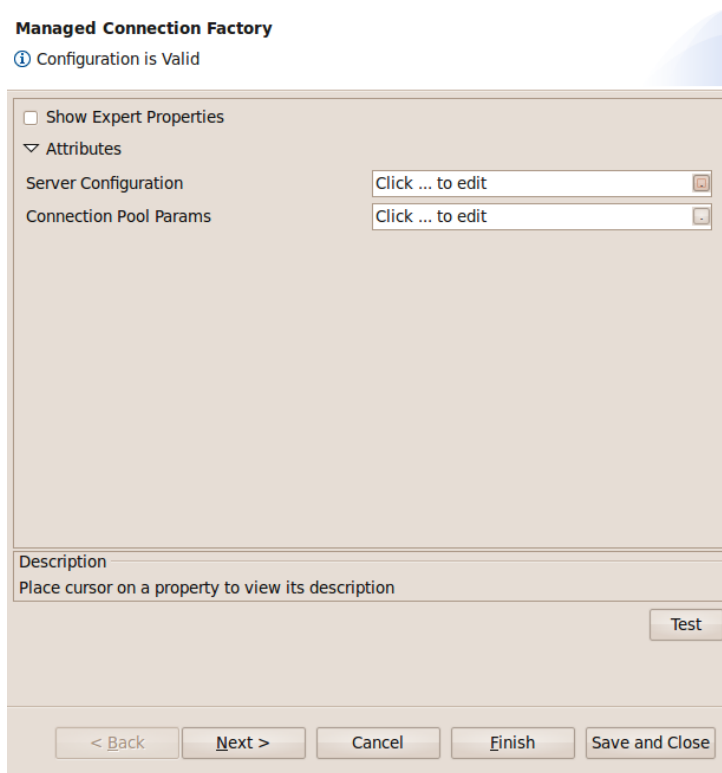 Managed Connection Factory
Configuration is Valid
Show Expert Properties
Attributes
Server Configuration Click ... to edit
Connection Pool Params Click ... to edit
Description
Place cursor on a property to view its description
Test
< Back Next > Cancel Finish Save and Close